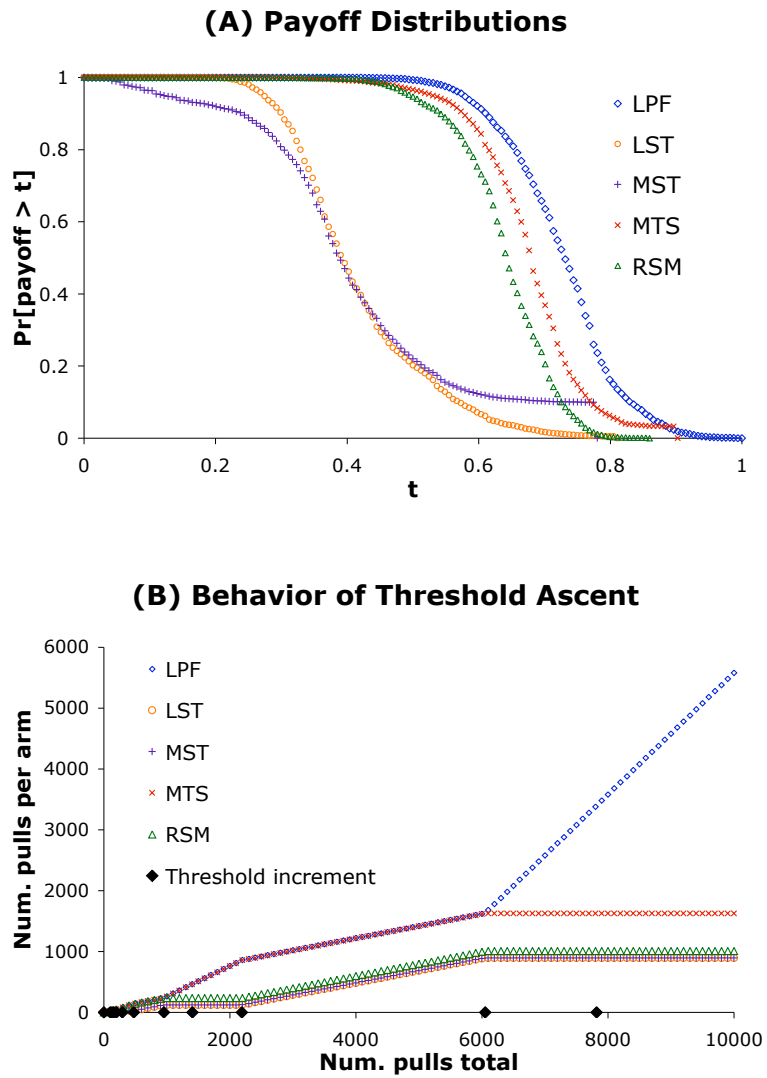 (A) Payoff Distributions
Pr[payoff > t]
1
0.8
0.6
0.4
0.2
0
0
0.2
0.4
0.6
0.8
1
t
LPF
LST
MST
MTS
RSM
(B) Behavior of Threshold Ascent
Num. pulls per arm
6000
5000
4000
3000
2000
1000
0
LPF
LST
MST
MTS
RSM
Threshold increment
0
2000
4000
6000
8000
10000
Num. pulls total